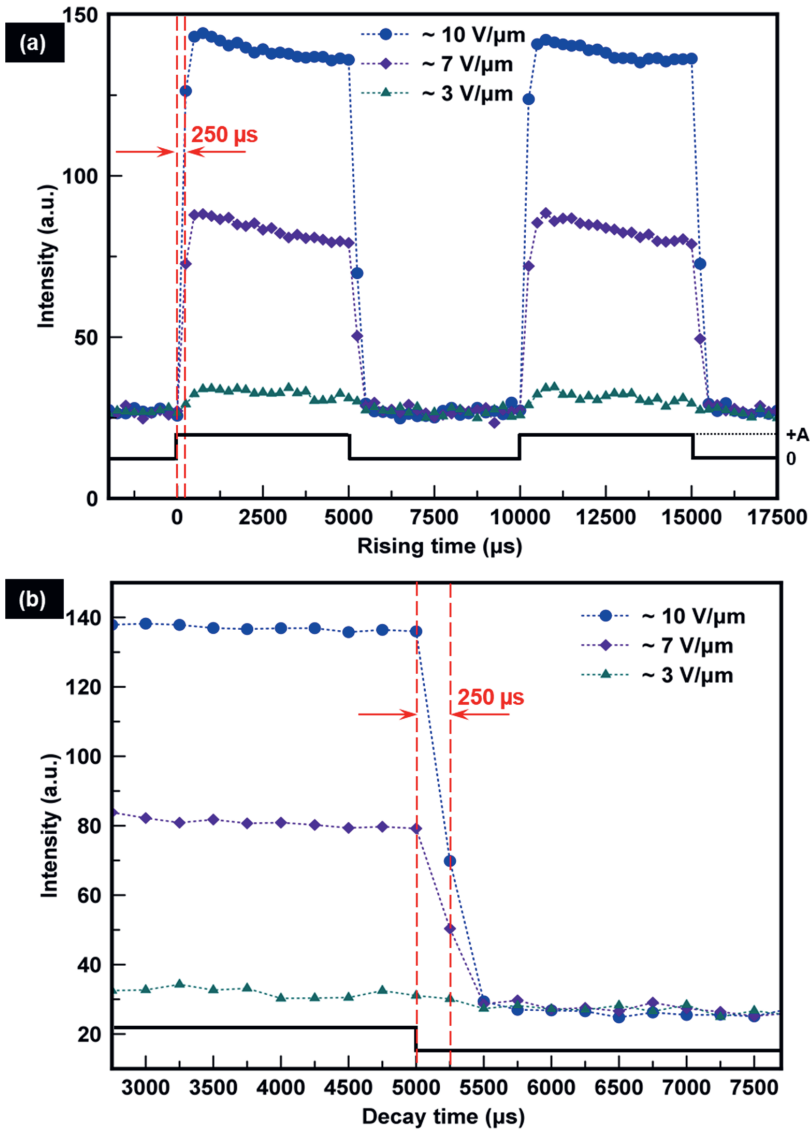 (a)
150
100
50
0
Intensity (a.u.)
~ 10 V/µm
~ 7 V/µm
~ 3 V/µm
250 µs
+A
0
0 2500 5000 7500 10000 12500 15000 17500
Rising time (µs)
(b)
140
120
100
80
60
40
20
Intensity (a.u.)
~ 10 V/µm
~ 7 V/µm
~ 3 V/µm
250 µs
3000 3500 4000 4500 5000 5500 6000 6500 7000 7500
Decay time (µs)